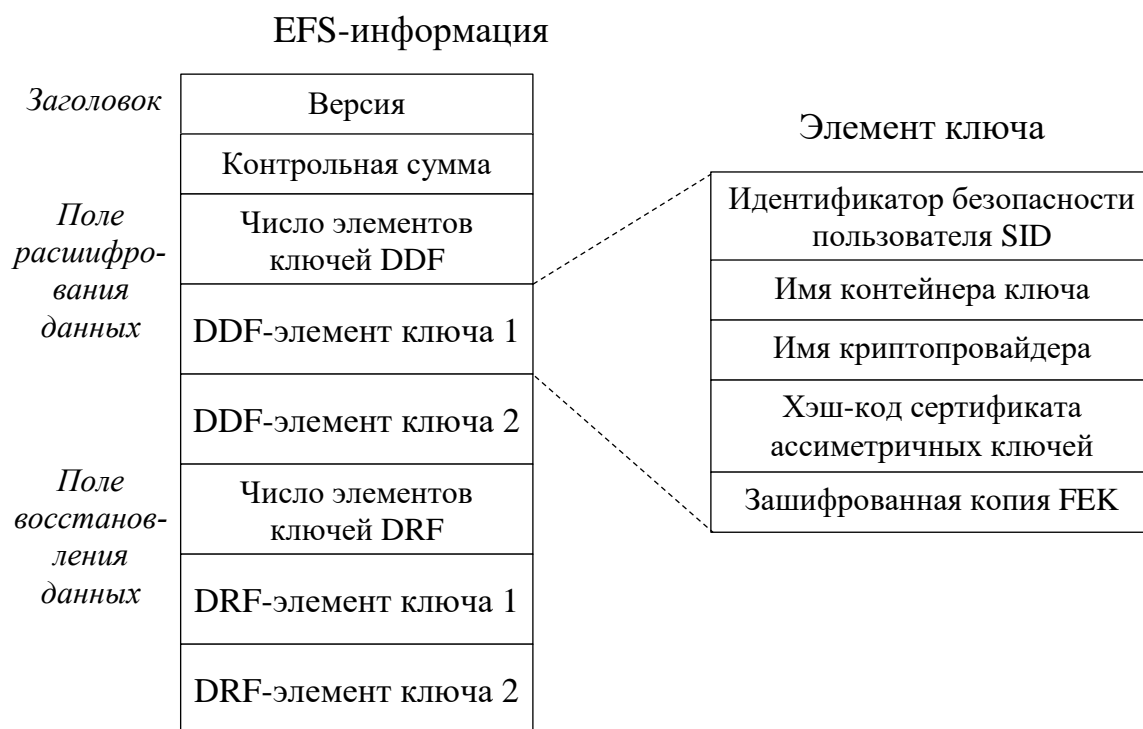 EFS-информация
Заголовок
Версия
Контрольная сумма
Поле
расшифро-
вания
данных
Число элементов
ключей DDF
DDF-элемент ключа 1
DDF-элемент ключа 2
Поле
восстанов-
ления
данных
Число элементов
ключей DRF
DRF-элемент ключа 1
DRF-элемент ключа 2
Элемент ключа
Идентификатор безопасности
пользователя SID
Имя контейнера ключа
Имя криптопровайдера
Хэш-код сертификата
ассиметричных ключей
Зашифрованная копия FEK